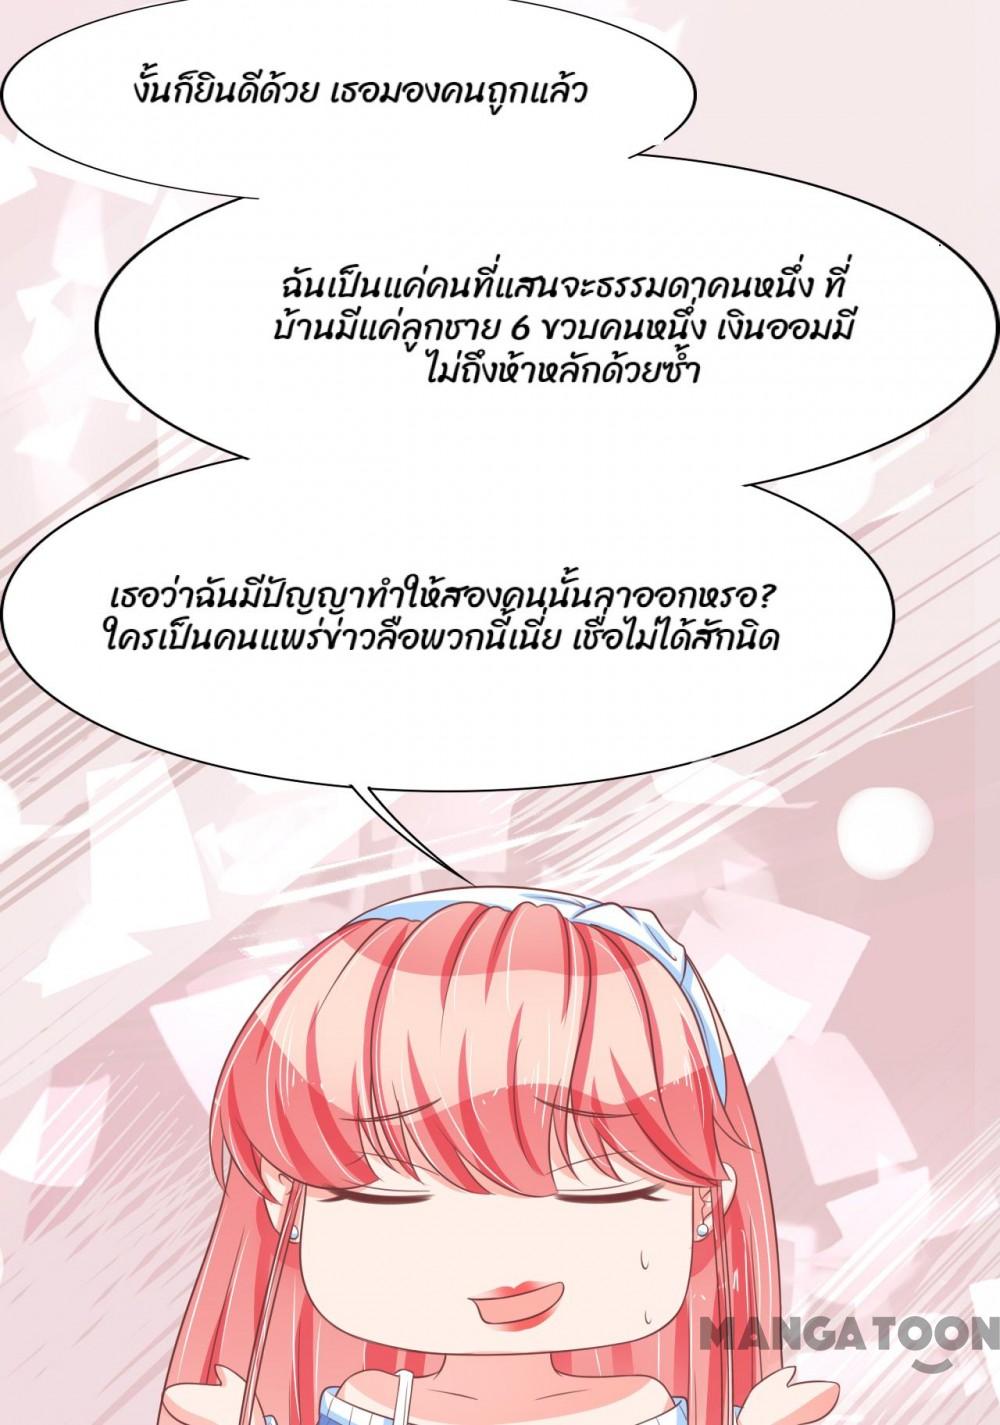 งั้นก็ยินดีด้วย เธอมองคนถูกแล้ว
ฉันเป็นแค่คนที่แสนจะธรรมดาคนหนึ่ง ที่
บ้านมีแค่ลูกชาย 6 ขวบคนหนึ่ง เงินออมมี
ไม่ถึงห้าหลักด้วยซ้ำ
เธอว่าฉันมีปัญญาทำให้สองคนนั้นลาออกหรอ?
ใครเป็นคนแพร่ข่าวลือพวกนี้เนี่ย เชื่อไม่ได้สักนิด
MANGATOON